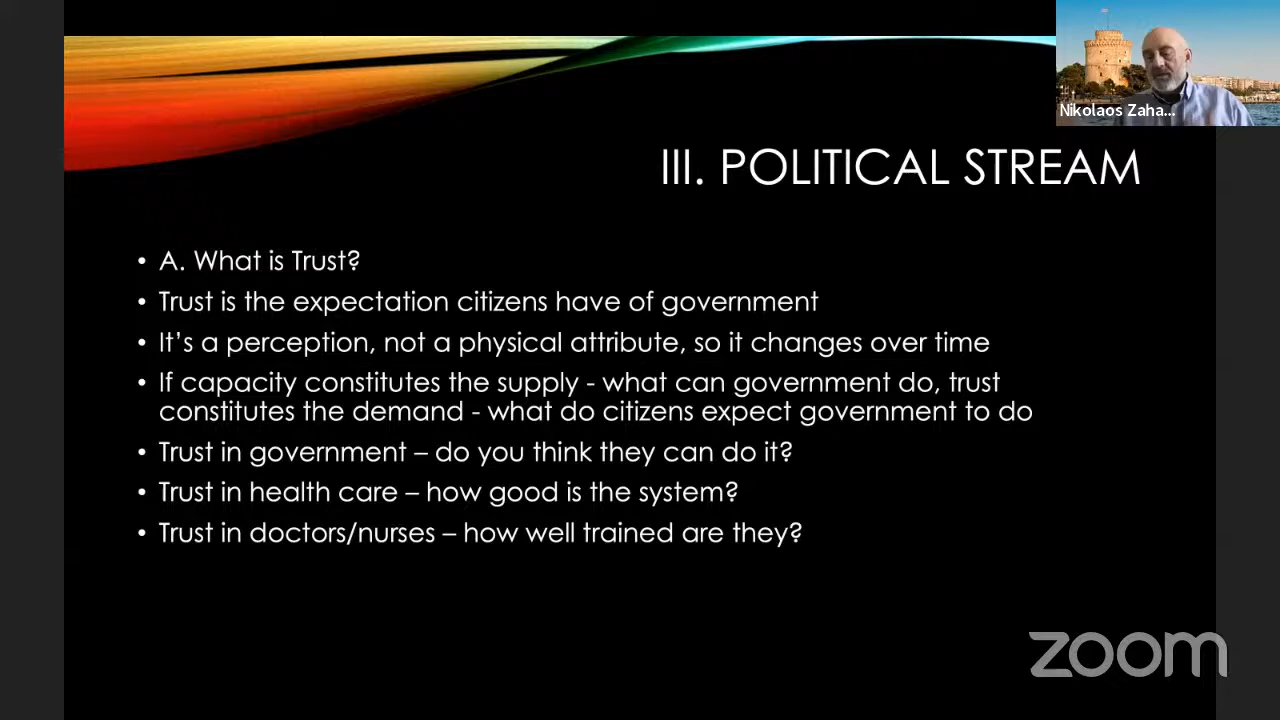 Nikolaos Zaha...
III. POLITICAL STREAM
• A. What is Trust?
• Trust is the expectation citizens have of government
• It’s a perception, not a physical attribute, so it changes over time
• If capacity constitutes the supply - what can government do, trust
constitutes the demand - what do citizens expect government to do
• Trust in government – do you think they can do it?
• Trust in health care – how good is the system?
• Trust in doctors/nurses – how well trained are they?
zoom